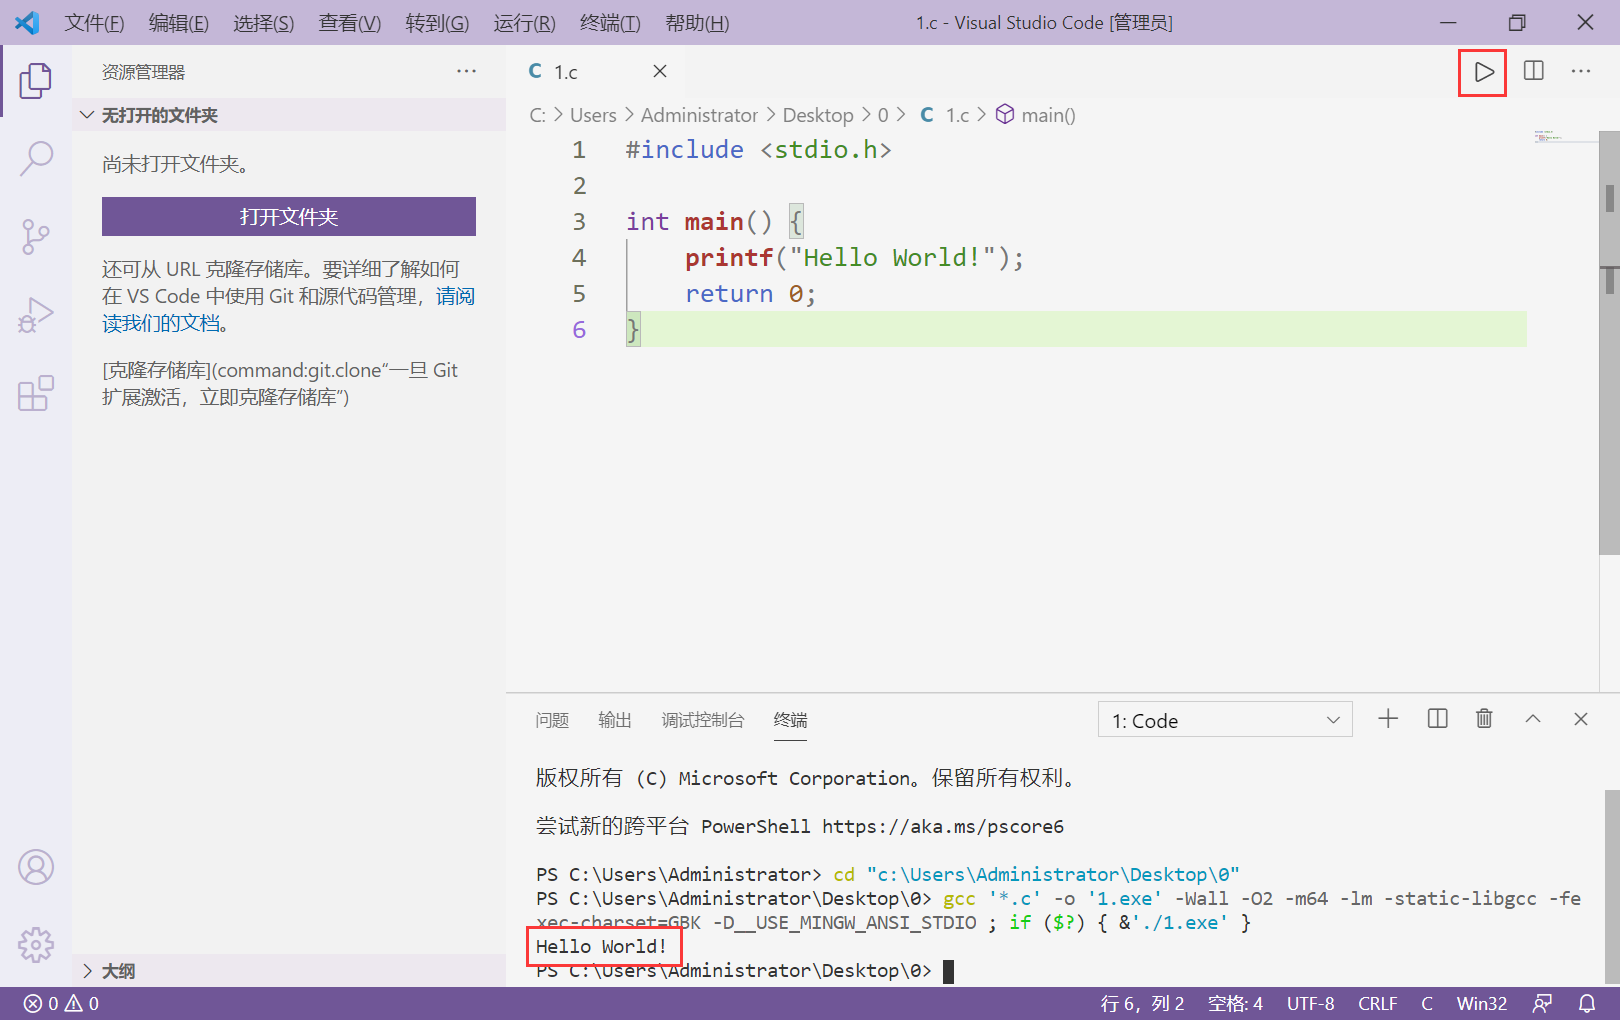 文件(F) 编辑(E) 选择(S) 查看(V) 转到(G) 运行(R) 终端(T) 帮助(H) 1.c - Visual Studio Code [管理员]
资源管理器
无打开的文件夹
尚未打开文件夹。
打开文件夹
还可从 URL 克隆存储库。要详细了解如何
在 VS Code 中使用 Git 和源代码管理，请阅
读我们的文档。
[克隆存储库](command:git.clone“一旦 Git
扩展激活，立即克隆存储库”)
大纲
C 1.c
C: > Users > Administrator > Desktop > 0 > C 1.c > main()
1 #include <stdio.h>
2
3 int main() {
4     printf("Hello World!");
5     return 0;
6 }
问题 输出 调试控制台 终端 1: Code
版权所有 (C) Microsoft Corporation。保留所有权利。
尝试新的跨平台 PowerShell https://aka.ms/pscore6
PS C:\Users\Administrator> cd "c:\Users\Administrator\Desktop\0"
PS C:\Users\Administrator\Desktop\0> gcc '*.c' -o '1.exe' -Wall -O2 -m64 -lm -static-libgcc -fe
xec-charset=GBK -D__USE_MINGW_ANSI_STDIO ; if ($?) { &'./1.exe' }
Hello World!
PS C:\Users\Administrator\Desktop\0>
0 0 行 6，列 2 空格: 4 UTF-8 CRLF C Win32